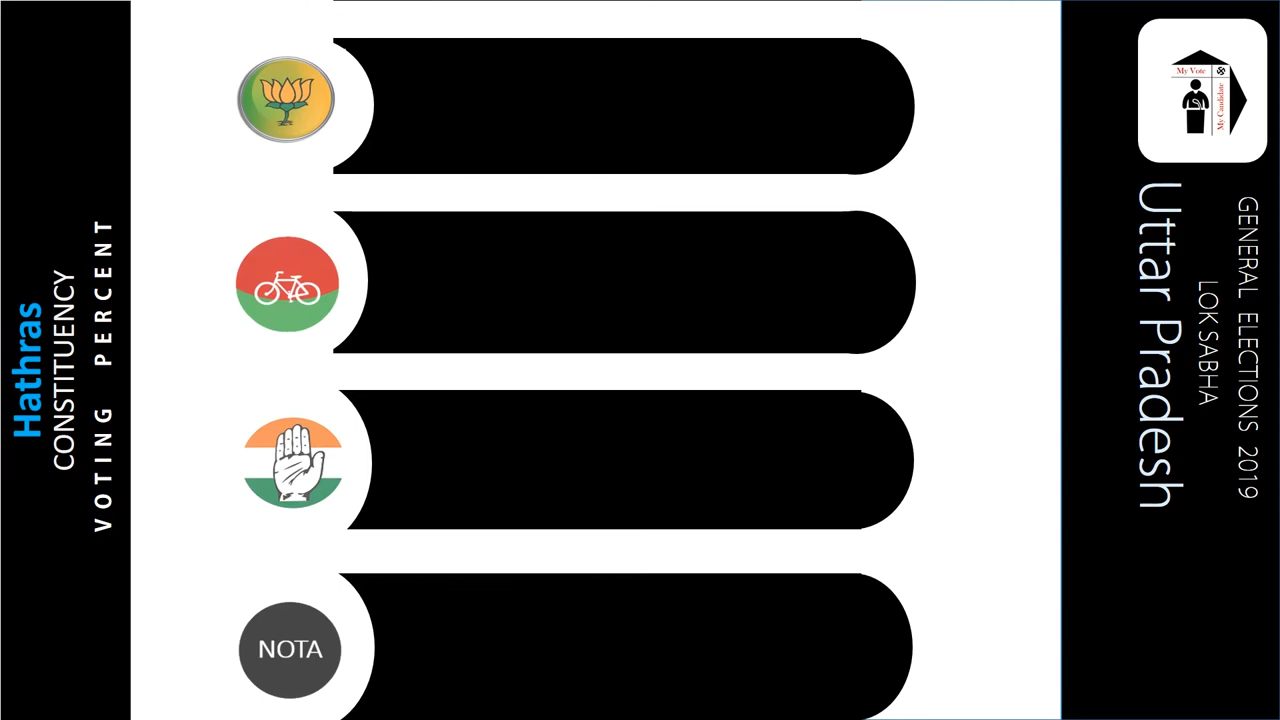 Hathras
CONSTITUENCY
VOTING PERCENT
NOTA
My Vote
My Candidate
GENERAL ELECTIONS 2019
LOK SABHA
Uttar Pradesh